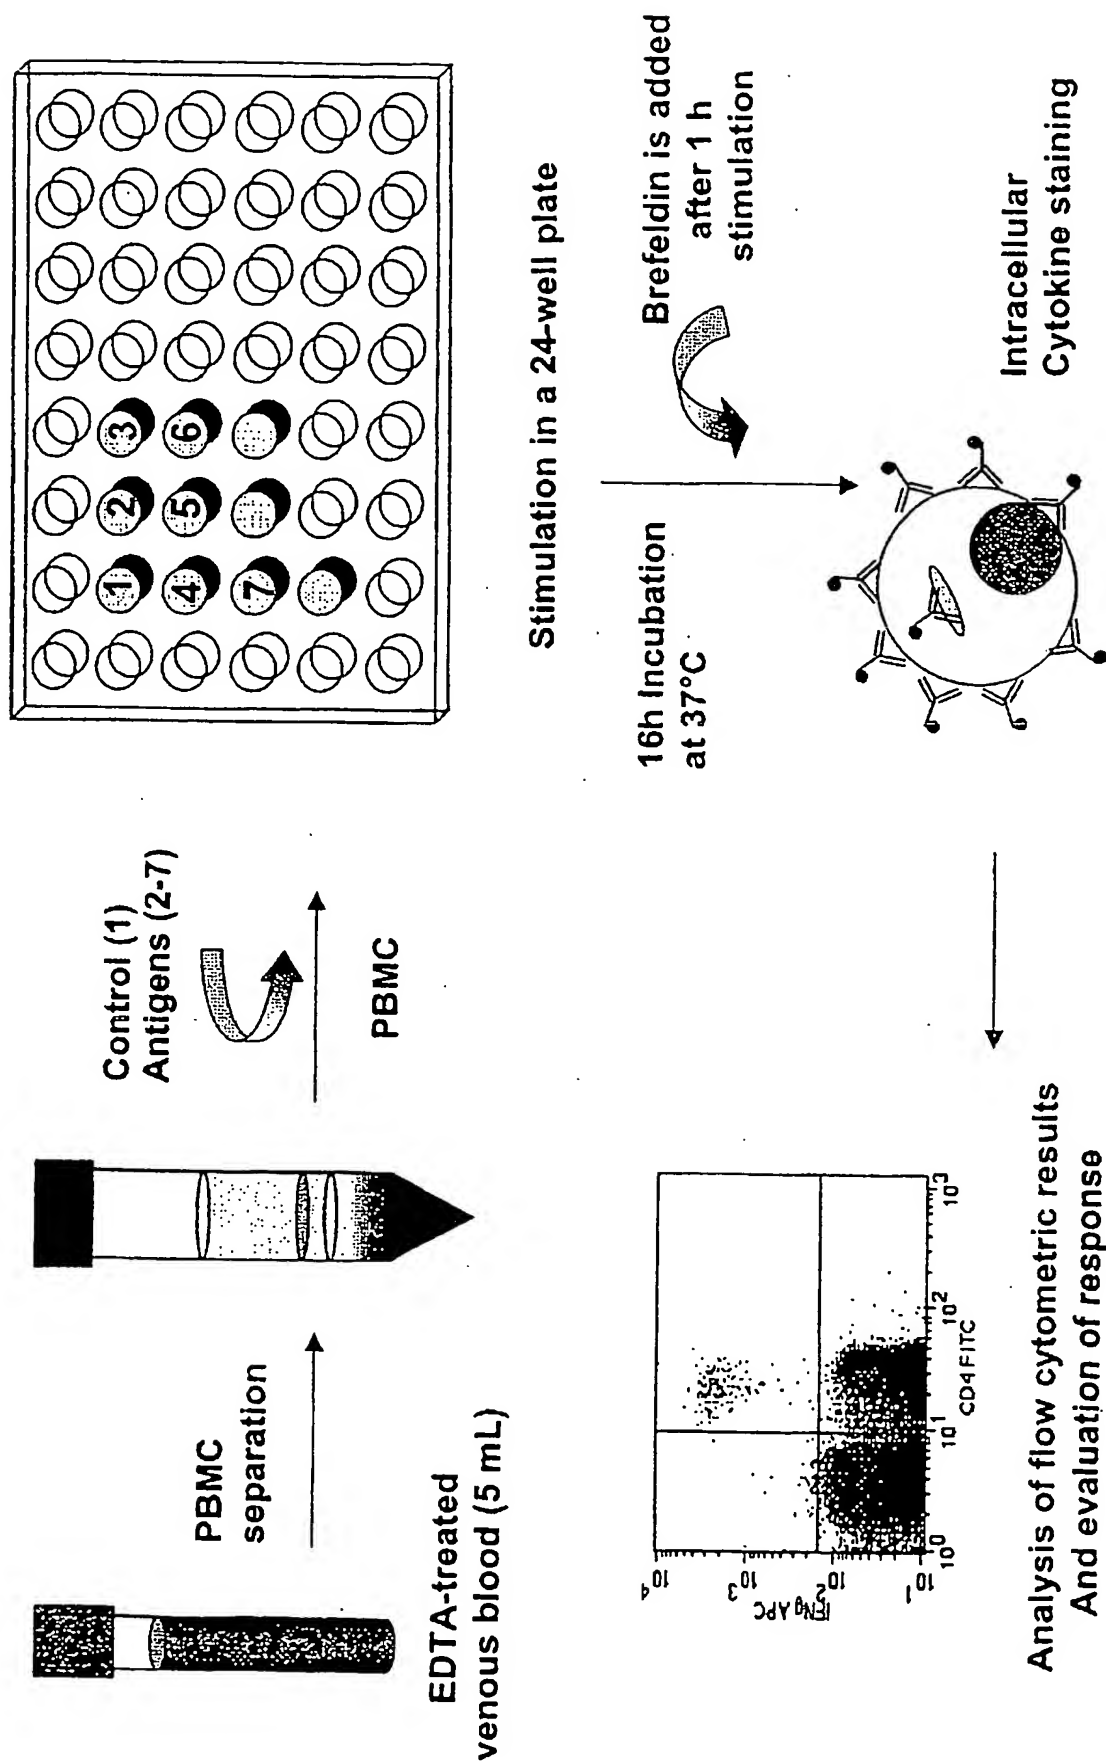 EDTA-treated
venous blood (5 mL)
PBMC
separation
Control (1)
Antigens (2-7)
PBMC
1
2
3
4
5
6
7
Stimulation in a 24-well plate
16h Incubation
at 37°C
Brefeldin is added
after 1 h
stimulation
Intracellular
Cytokine staining
IFNg APC
10⁴
10³
10²
10¹
10⁰
10¹
10²
10³
CD4 FITC
Analysis of flow cytometric results
And evaluation of response